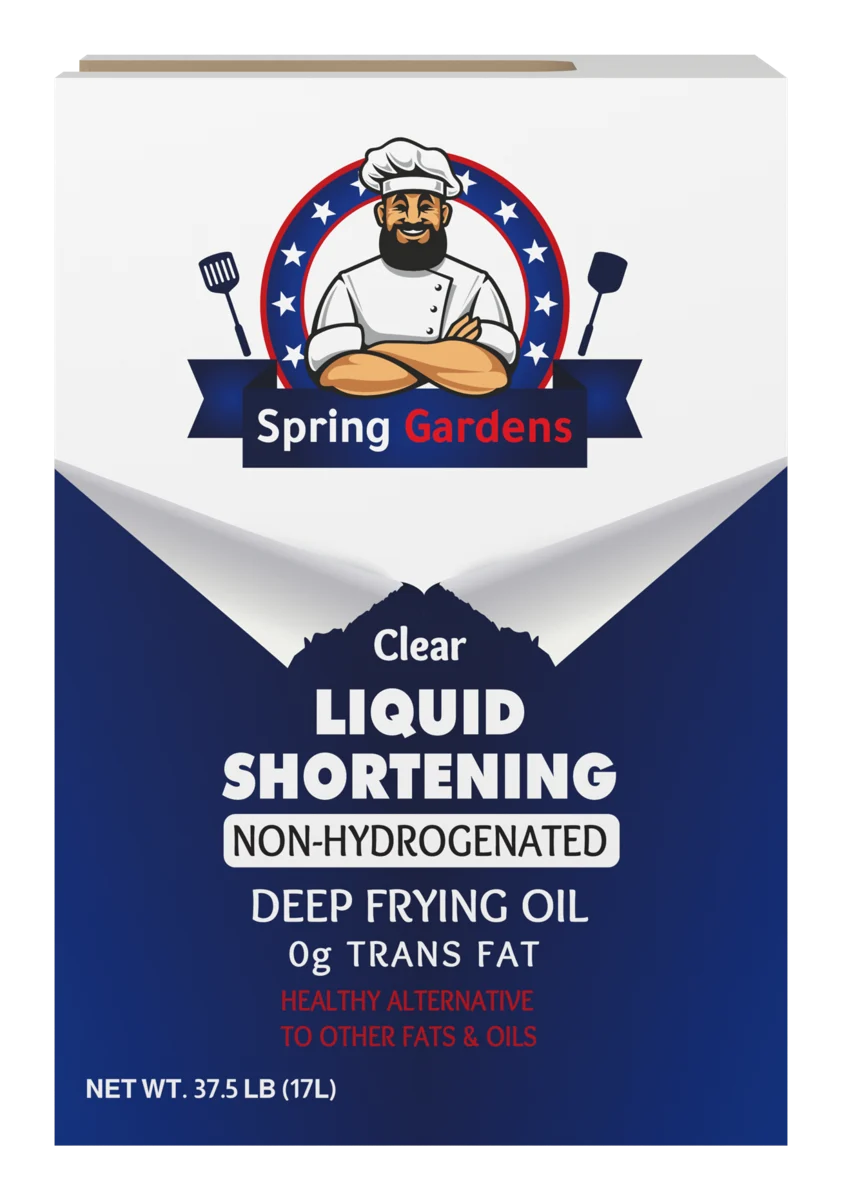 Spring Gardens
Clear
LIQUID
SHORTENING
NON-HYDROGENATED
DEEP FRYING OIL
0g TRANS FAT
HEALTHY ALTERNATIVE
TO OTHER FATS & OILS
NET WT. 37.5 LB (17L)